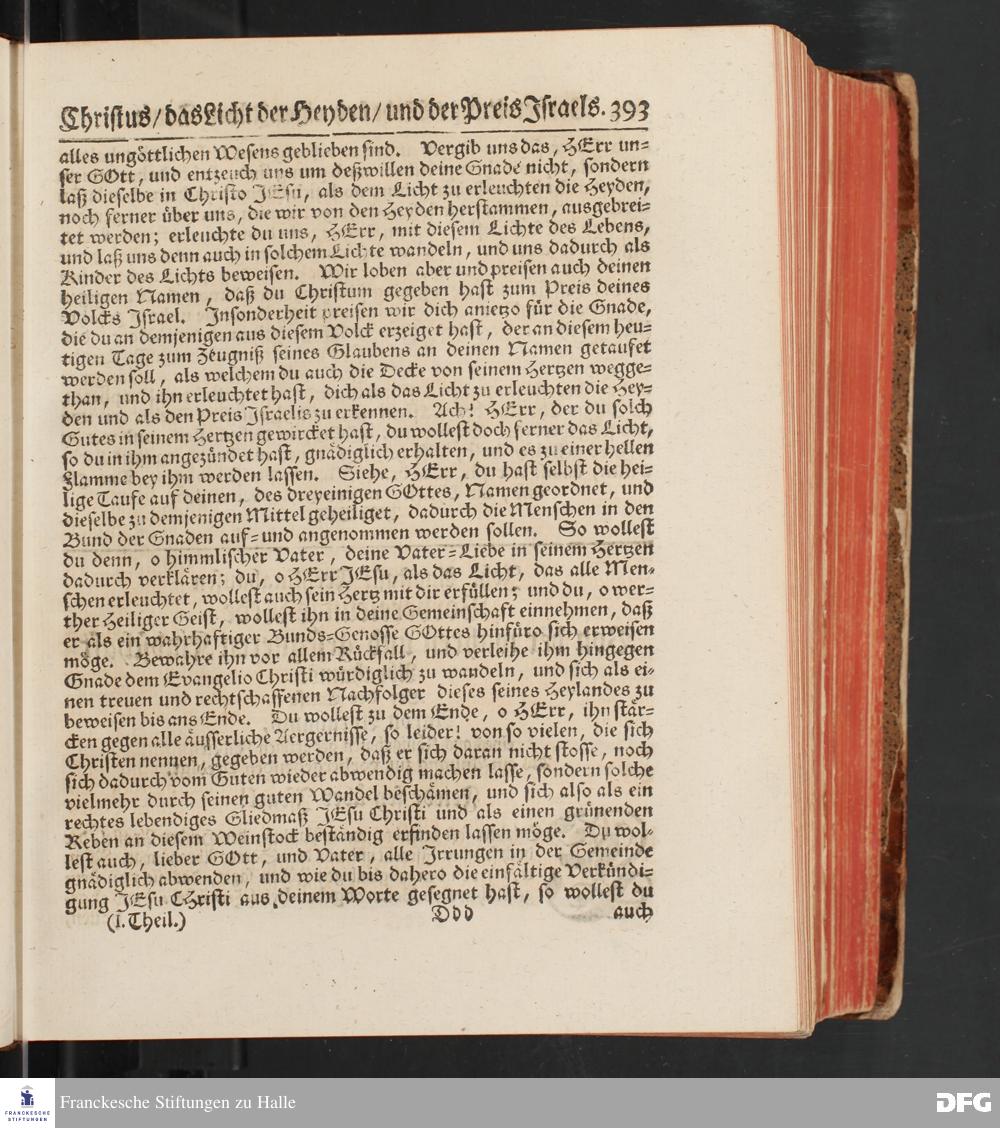 Christus/ das Licht der Heyden/ und der Preis Israels. 393
alles ungöttlichen Wesens geblieben sind. Vergib uns das, HErr un-
ser GOtt, und entzeuch uns um deßwillen deine Gnade nicht, sondern
laß dieselbe in Christo JEsu, als dem Licht zu erleuchten die Heyden,
noch ferner über uns, die wir von den Heyden herstammen, ausgebrei-
tet werden; erleuchte du uns, HErr, mit diesem Lichte des Lebens,
und laß uns denn auch in solchem Lichte wandeln, und uns dadurch als
Kinder des Lichts beweisen. Wir loben aber und preisen auch deinen
heiligen Namen, daß du Christum gegeben hast zum Preis deines
Volcks Israel. Insonderheit preisen wir dich anietzo für die Gnade,
die du an demjenigen aus diesem Volck erzeiget hast, der an diesem heu-
tigen Tage zum Zeugniß seines Glaubens an deinen Namen getaufet
werden soll, als welchem du auch die Decke von seinem Hertzen wegge-
than, und ihn erleuchtet hast, dich als das Licht zu erleuchten die Hey-
den und als den Preis Israelis zu erkennen. Ach! HErr, der du solch
Gutes in seinem Hertzen gewircket hast, du wollest doch ferner das Licht,
so du in ihm angezündet hast, gnädiglich erhalten, und es zu einer hellen
Flamme bey ihm werden lassen. Siehe, HErr, du hast selbst die hei-
lige Taufe auf deinen, des dreyeinigen GOttes, Namen geordnet, und
dieselbe zu demjenigen Mittel geheiliget, dadurch die Menschen in den
Bund der Gnaden auf- und angenommen werden sollen. So wollest
du denn, o himmlischer Vater, deine Vater-Liebe in seinem Hertzen
dadurch verklären; du, o HErr JEsu, als das Licht, das alle Men-
schen erleuchtet, wollest auch sein Hertz mit dir erfüllen; und du, o wer-
ther Heiliger Geist, wollest ihn in deine Gemeinschaft einnehmen, daß
er als ein wahrhaftiger Bunds-Genosse GOttes hinfüro sich erweisen
möge. Bewahre ihn vor allem Rückfall, und verleihe ihm hingegen
Gnade dem Evangelio Christi würdiglich zu wandeln, und sich als ei-
nen treuen und rechtschaffenen Nachfolger dieses seines Heylandes zu
beweisen bis ans Ende. Du wollest zu dem Ende, o HErr, ihn stär-
cken gegen alle äusserliche Aergernisse, so leider! von so vielen, die sich
Christen nennen, gegeben werden, daß er sich daran nicht stosse, noch
sich dadurch vom Guten wieder abwendig machen lasse, sondern solche
vielmehr durch seinen guten Wandel beschämen, und sich also als ein
rechtes lebendiges Gliedmaß JEsu Christi und als einen grünenden
Reben an diesem Weinstock beständig erfinden lassen möge. Du wol-
lest auch, lieber GOtt, und Vater, alle Irrungen in der Gemeinde
gnädiglich abwenden, und wie du bis dahero die einfältige Verkündi-
gung JEsu CHristi aus deinem Worte gesegnet hast, so wollest du
(I. Theil.) Ddd auch
FRANCKESCHE STIFTUNGEN
Franckesche Stiftungen zu Halle
DFG